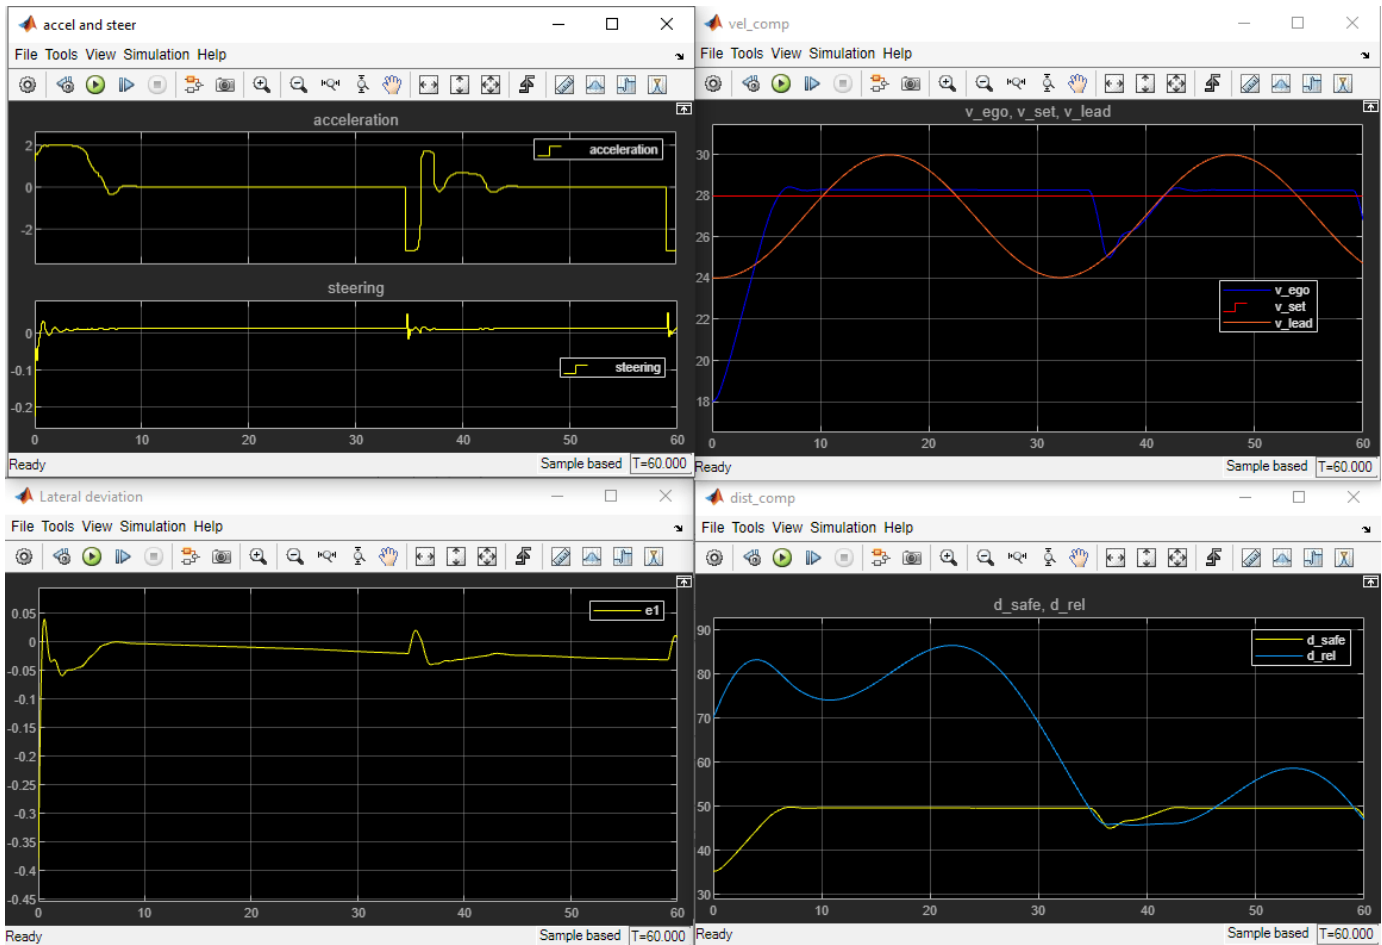 accel and steer
File Tools View Simulation Help
acceleration
acceleration
2
0
-2
steering
steering
0
-0.1
-0.2
0 10 20 30 40 50 60
Ready Sample based T=60.000
vel_comp
File Tools View Simulation Help
v_ego, v_set, v_lead
30
28
26
24
22
20
18
v_ego
v_set
v_lead
0 10 20 30 40 50 60
Ready Sample based T=60.000
Lateral deviation
File Tools View Simulation Help
e1
0.05
0
-0.05
-0.1
-0.15
-0.2
-0.25
-0.3
-0.35
-0.4
-0.45
0 10 20 30 40 50 60
Ready Sample based T=60.000
dist_comp
File Tools View Simulation Help
d_safe, d_rel
d_safe
d_rel
90
80
70
60
50
40
30
0 10 20 30 40 50 60
Ready Sample based T=60.000